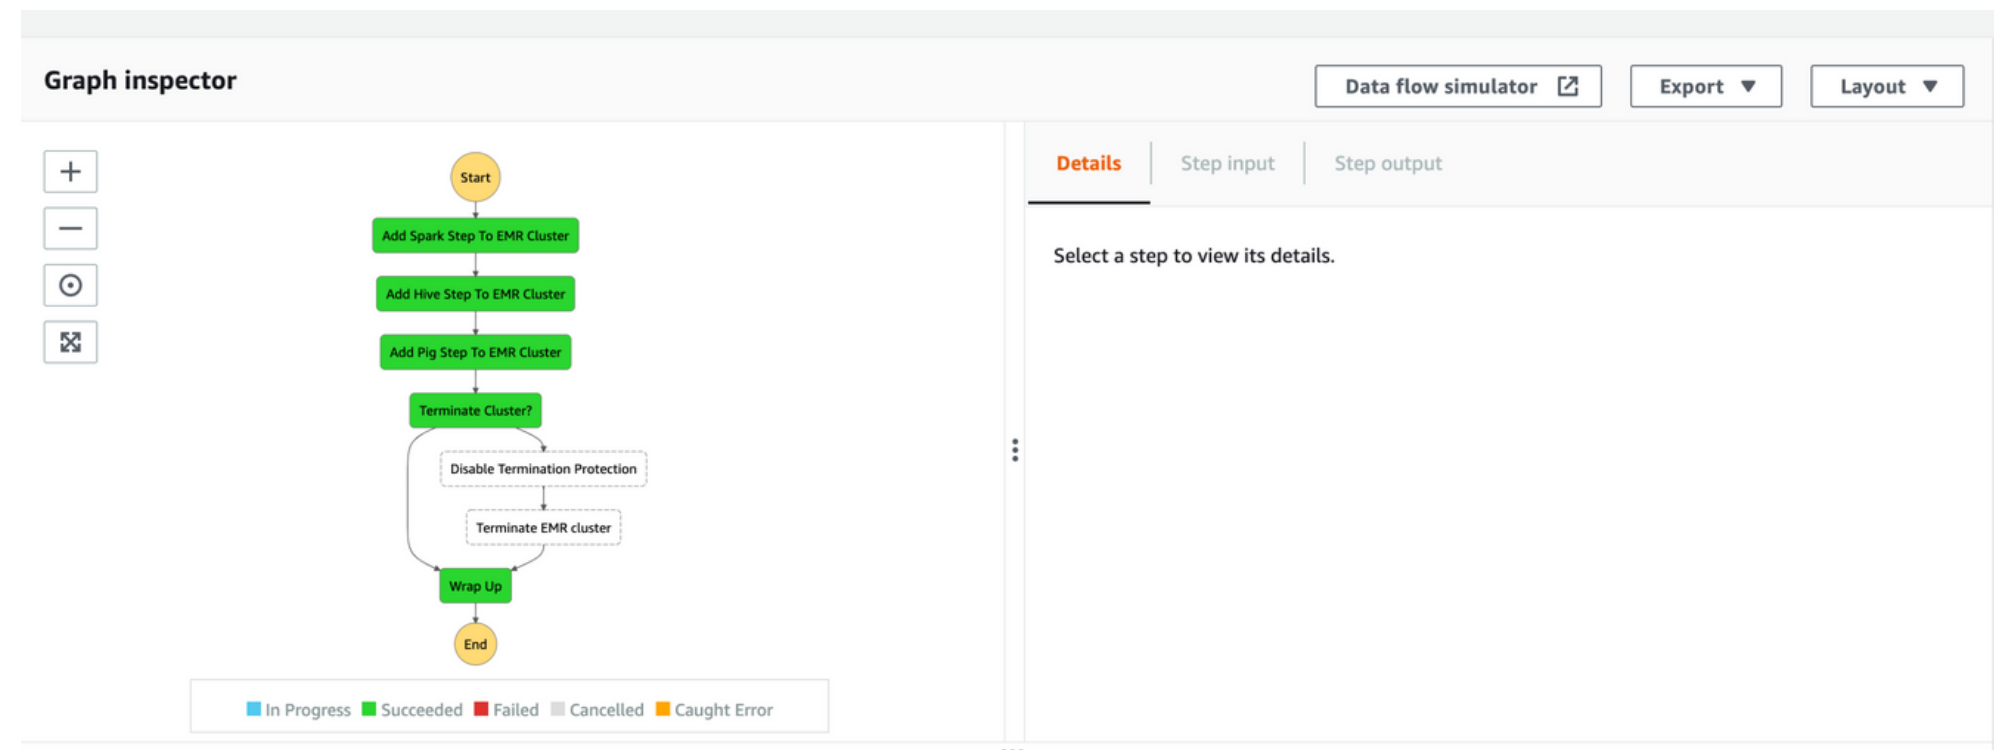 Graph inspector
Data flow simulator
Export
Layout
Start
Add Spark Step To EMR Cluster
Add Hive Step To EMR Cluster
Add Pig Step To EMR Cluster
Terminate Cluster?
Disable Termination Protection
Terminate EMR cluster
Wrap Up
End
In Progress Succeeded Failed Cancelled Caught Error
Details Step input Step output
Select a step to view its details.